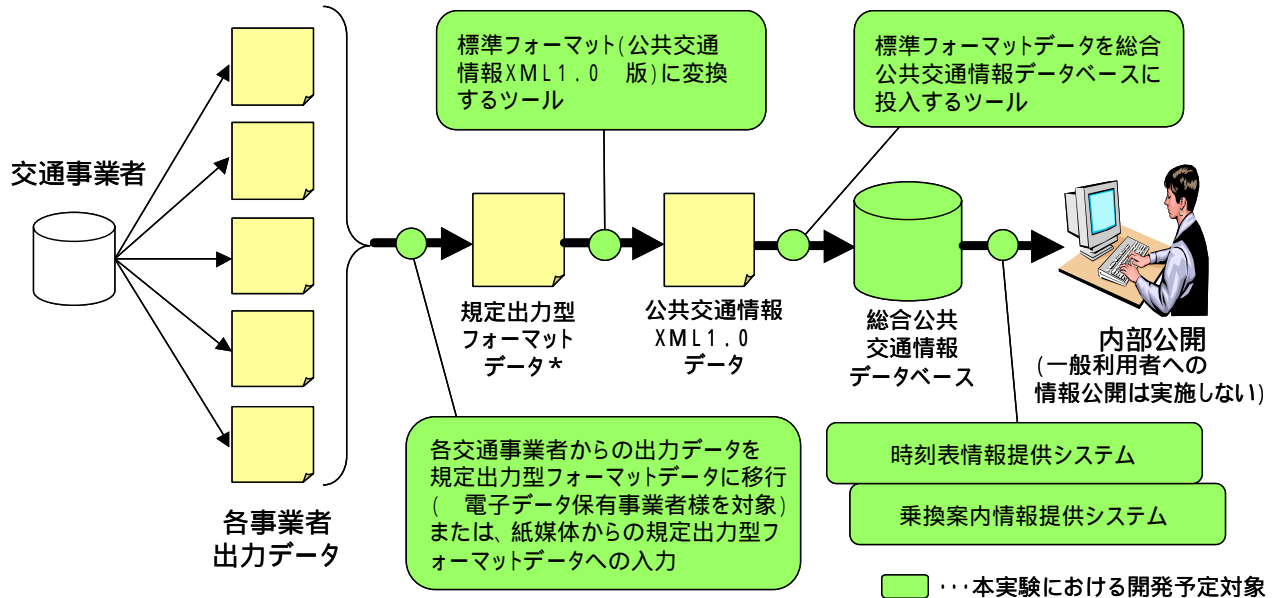 標準フォーマット(公共交通
情報XML1.0 版)に変換
するツール
標準フォーマットデータを総合
公共交通情報データベースに
投入するツール
交通事業者
規定出力型
フォーマット
データ*
公共交通情報
XML1.0
データ
総合公共
交通情報
データベース
内部公開
(一般利用者への
情報公開は実施しない)
各事業者
出力データ
各交通事業者からの出力データを
規定出力型フォーマットデータに移行
( 電子データ保有事業者様を対象)
または、紙媒体からの規定出力型フ
ォーマットデータへの入力
時刻表情報提供システム
乗換案内情報提供システム
・・・本実験における開発予定対象